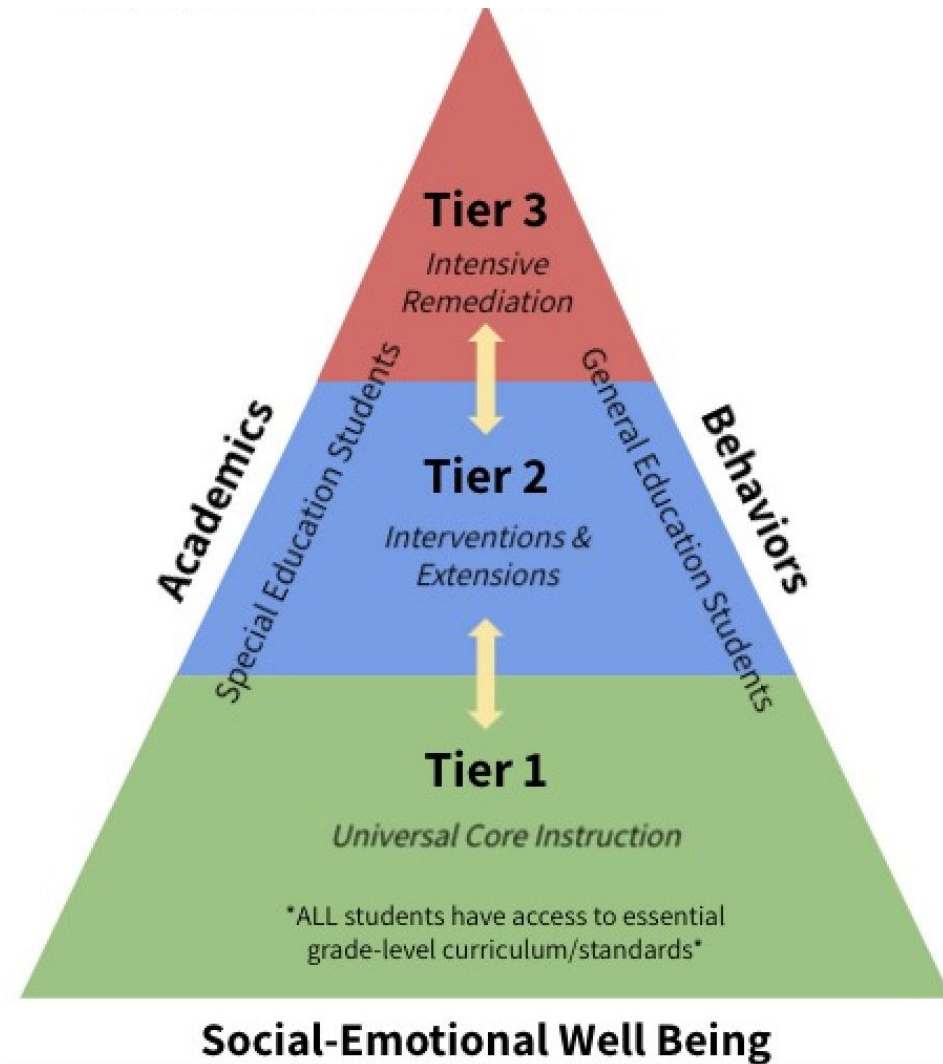 Tier 3
Intensive
Remediation
Academics
Special Education Students
General Education Students
Behaviors
Tier 2
Interventions &
Extensions
Tier 1
Universal Core Instruction
*ALL students have access to essential
grade-level curriculum/standards*
Social-Emotional Well Being